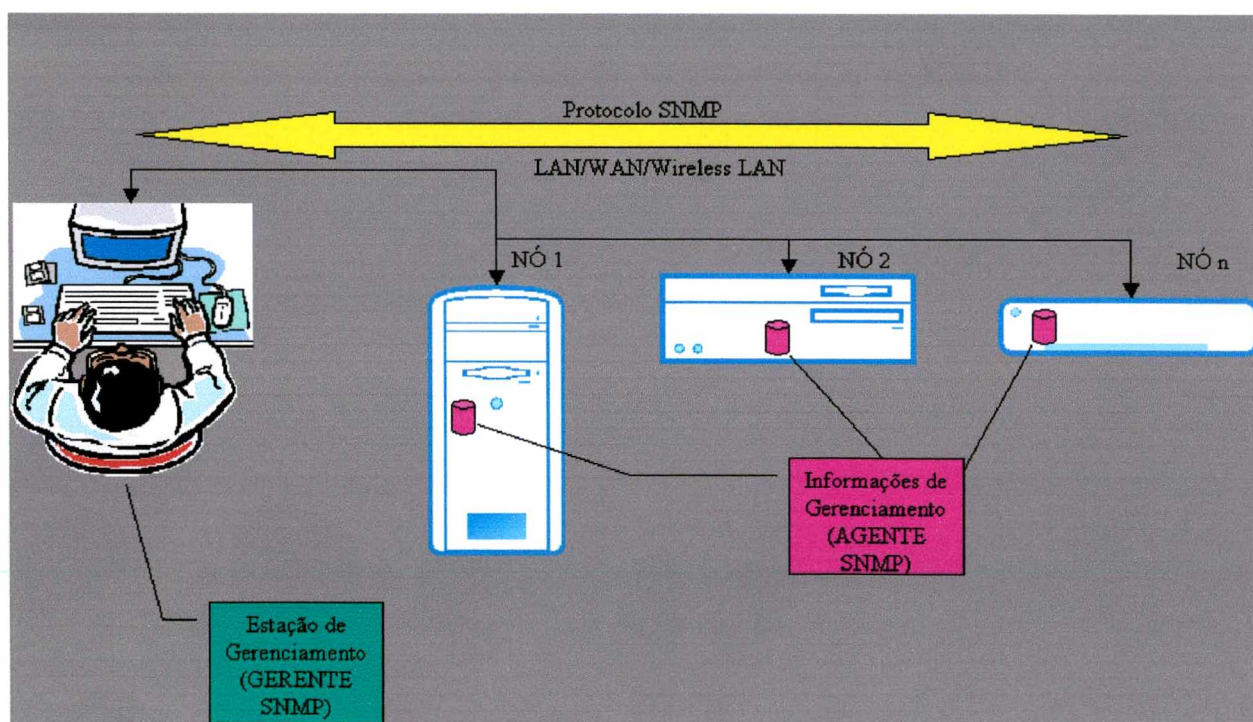 Protocolo SNMP
LAN/WAN/Wireless LAN
NÓ 1
NÓ 2
NÓ n
Informações de
Gerenciamento
(AGENTE
SNMP)
Estação de
Gerenciamento
(GERENTE
SNMP)